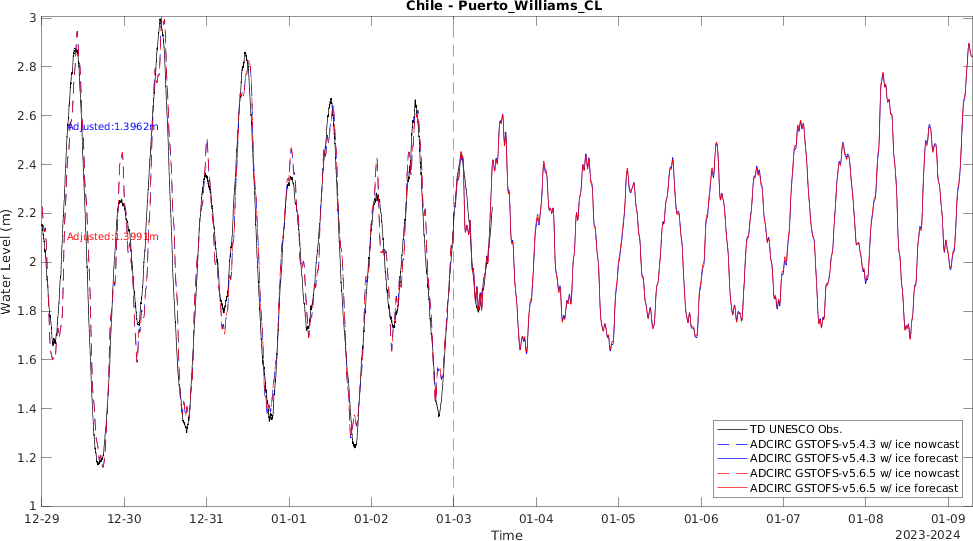 Chile - Puerto_Williams_CL
3
2.8
2.6
2.4
2.2
2
1.8
1.6
1.4
1.2
1
Water Level (m)
Adjusted:1.3962m
Adjusted:1.3991m
TD UNESCO Obs.
ADCIRC GSTOFS-v5.4.3 w/ ice nowcast
ADCIRC GSTOFS-v5.4.3 w/ ice forecast
ADCIRC GSTOFS-v5.6.5 w/ ice nowcast
ADCIRC GSTOFS-v5.6.5 w/ ice forecast
12-29 12-30 12-31 01-01 01-02 01-03 01-04 01-05 01-06 01-07 01-08 01-09
Time
2023-2024